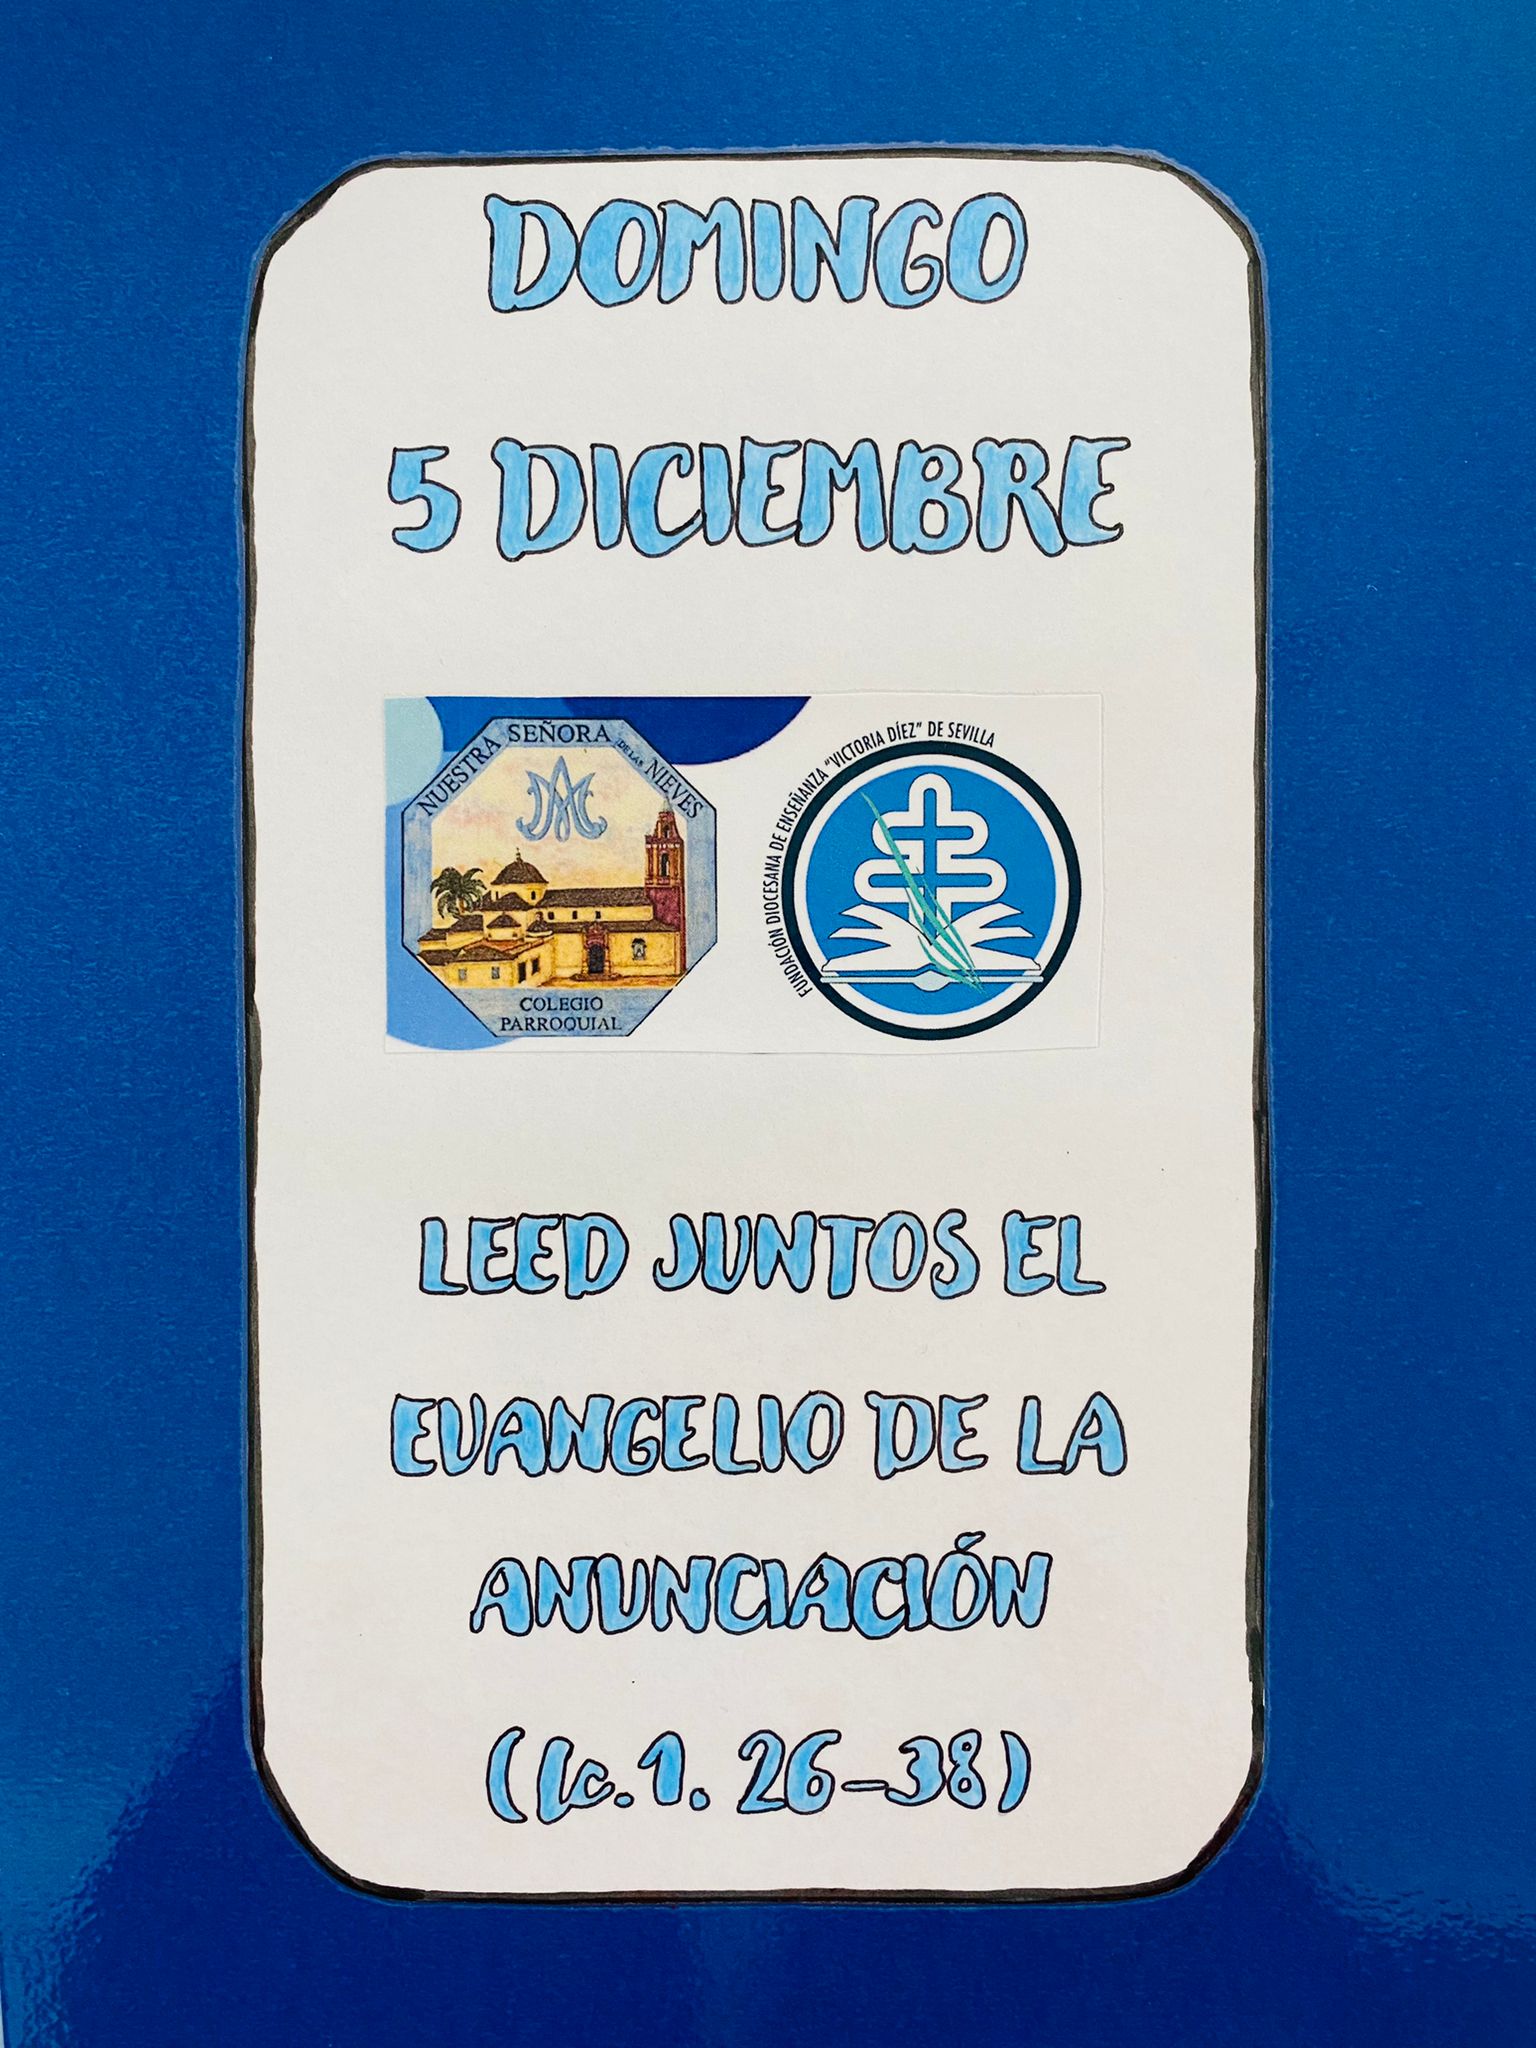 DOMINGO
5 DICIEMBRE
NUESTRA SEÑORA DE LAS NIEVES
COLEGIO
PARROQUIAL
FUNDACIÓN DIOCESANA DE ENSEÑANZA "VICTORIA DÍEZ" DE SEVILLA
LEED JUNTOS EL
EVANGELIO DE LA
ANUNCIACIÓN
(lc.1. 26-38)